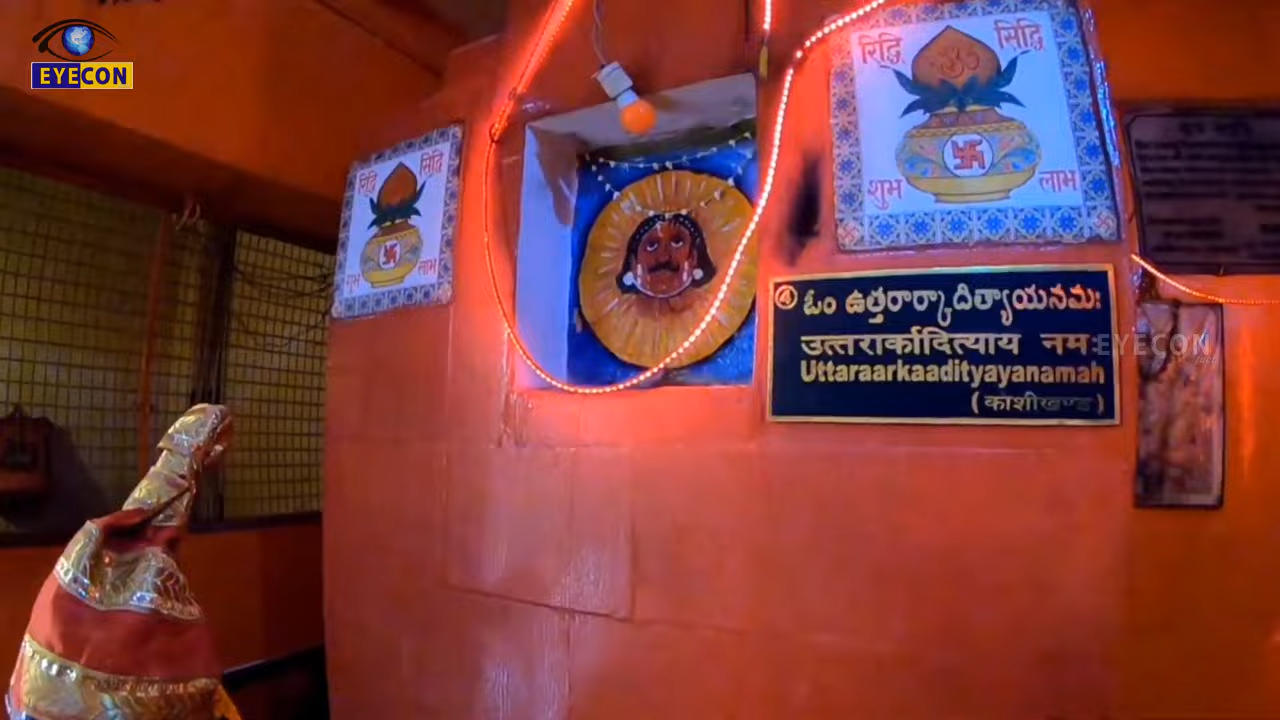 EYECON
रिद्धि सिद्धि
शुभ लाभ
रिद्धि सिद्धि
ॐ
शुभ लाभ
④ ఓం ఉత్తరార్కాదిత్యాయనమః
उत्तरार्कादित्याय नमः
Uttaraarkaadityayanamah
(काशीखण्ड)
EYECON